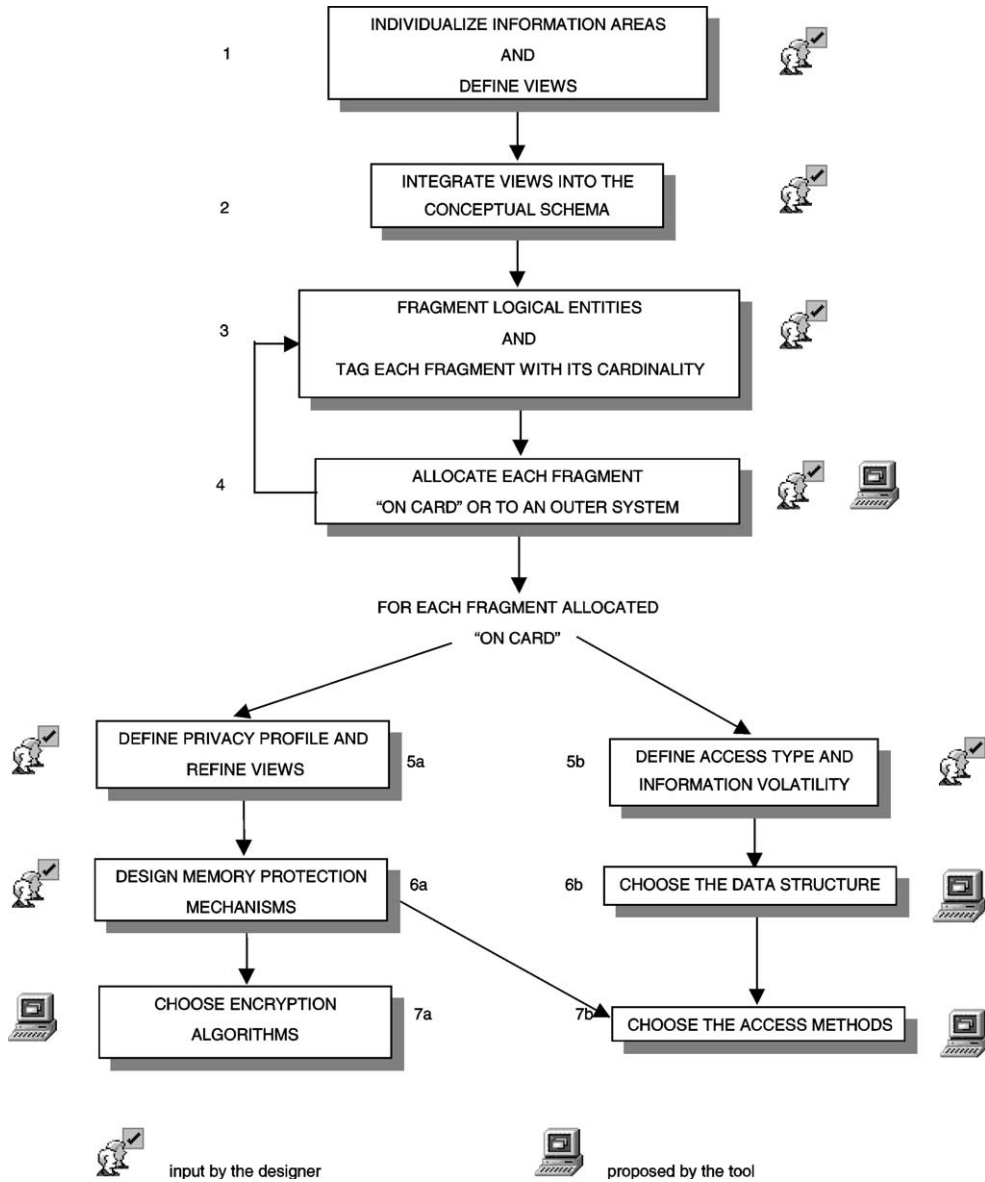 INDIVIDUALIZE INFORMATION AREAS
AND
DEFINE VIEWS
1
INTEGRATE VIEWS INTO THE
CONCEPTUAL SCHEMA
2
FRAGMENT LOGICAL ENTITIES
AND
TAG EACH FRAGMENT WITH ITS CARDINALITY
3
ALLOCATE EACH FRAGMENT
"ON CARD" OR TO AN OUTER SYSTEM
4
FOR EACH FRAGMENT ALLOCATED
"ON CARD"
DEFINE PRIVACY PROFILE AND
REFINE VIEWS
5a
5b
DEFINE ACCESS TYPE AND
INFORMATION VOLATILITY
DESIGN MEMORY PROTECTION
MECHANISMS
6a
6b
CHOOSE THE DATA STRUCTURE
CHOOSE ENCRYPTION
ALGORITHMS
7a
7b
CHOOSE THE ACCESS METHODS
input by the designer
proposed by the tool